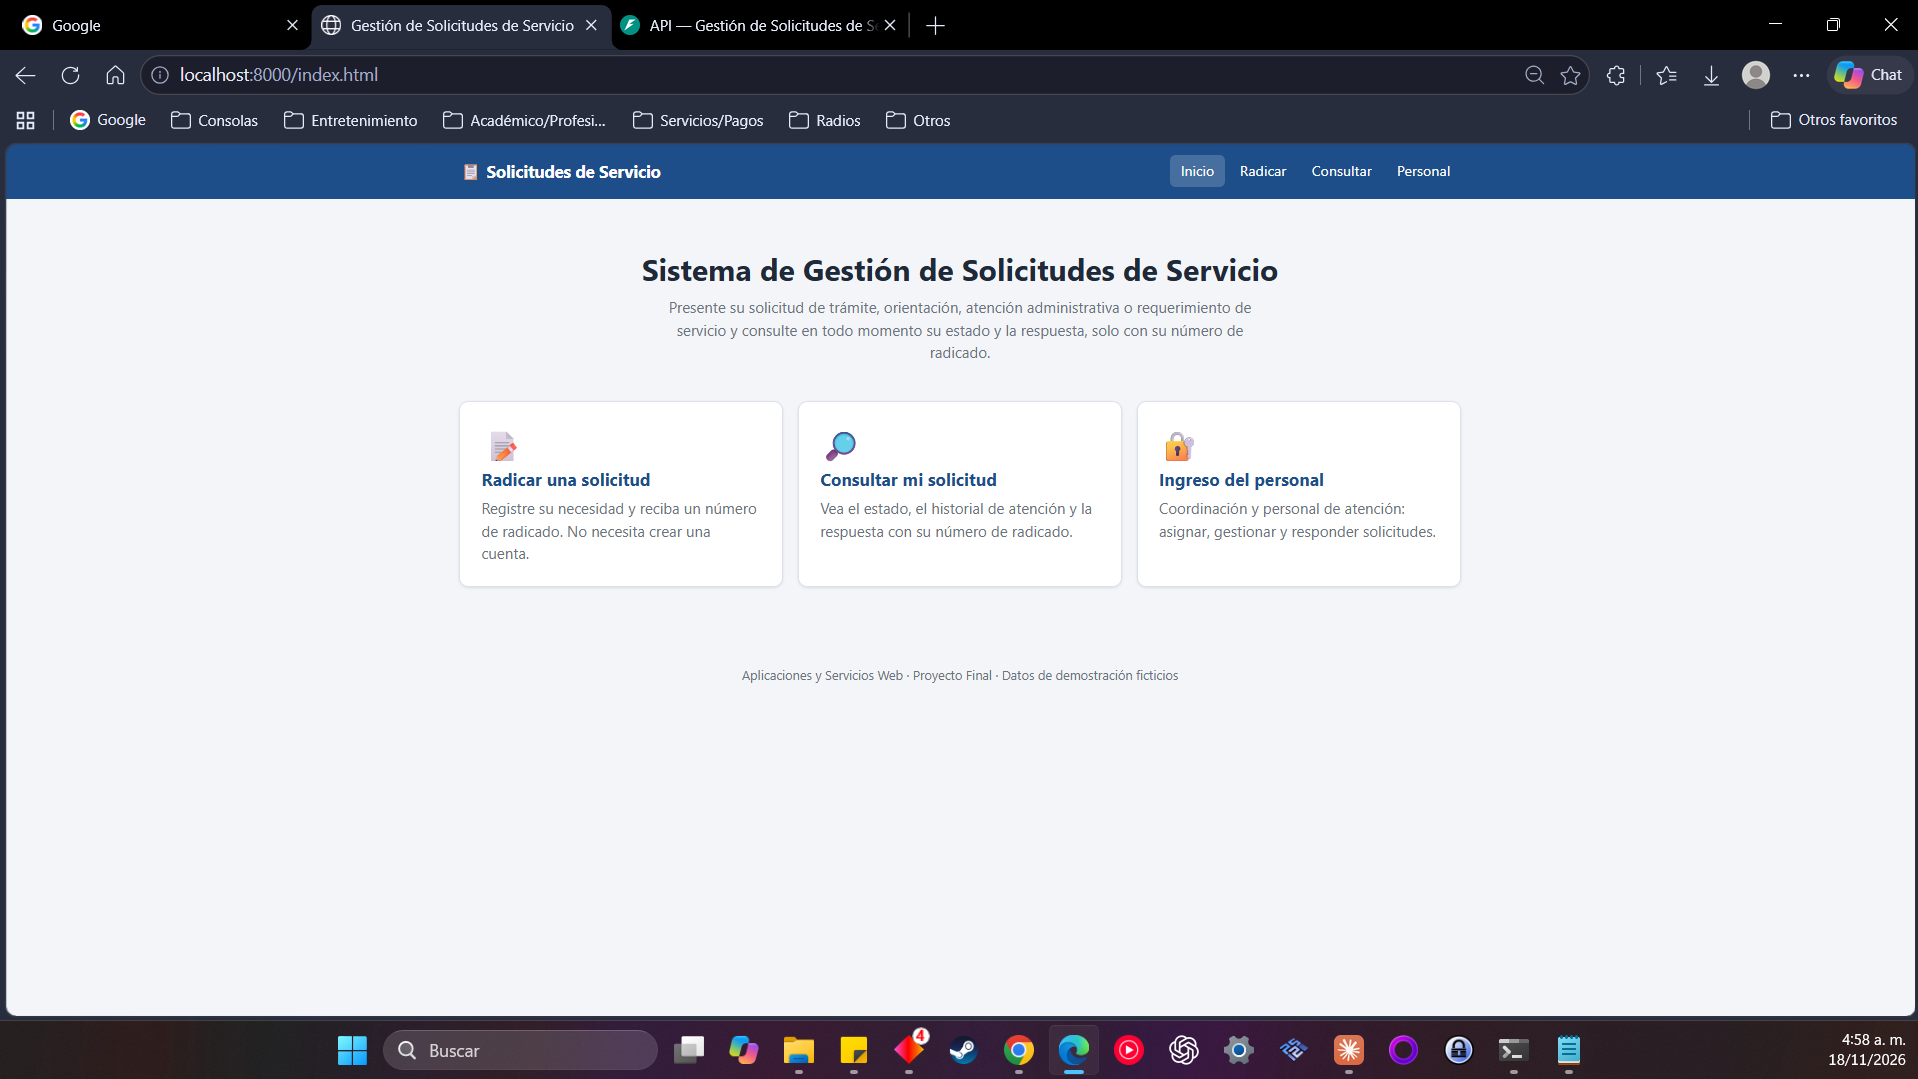 Google
Gestión de Solicitudes de Servicio
API — Gestión de Solicitudes de Se
localhost:8000/index.html
Chat
Google
Consolas
Entretenimiento
Académico/Profesi...
Servicios/Pagos
Radios
Otros
Otros favoritos
Solicitudes de Servicio
Inicio
Radicar
Consultar
Personal
Sistema de Gestión de Solicitudes de Servicio
Presente su solicitud de trámite, orientación, atención administrativa o requerimiento de
servicio y consulte en todo momento su estado y la respuesta, solo con su número de
radicado.
Radicar una solicitud
Registre su necesidad y reciba un número
de radicado. No necesita crear una
cuenta.
Consultar mi solicitud
Vea el estado, el historial de atención y la
respuesta con su número de radicado.
Ingreso del personal
Coordinación y personal de atención:
asignar, gestionar y responder solicitudes.
Aplicaciones y Servicios Web · Proyecto Final · Datos de demostración ficticios
Buscar
4
4:58 a. m.
18/11/2026